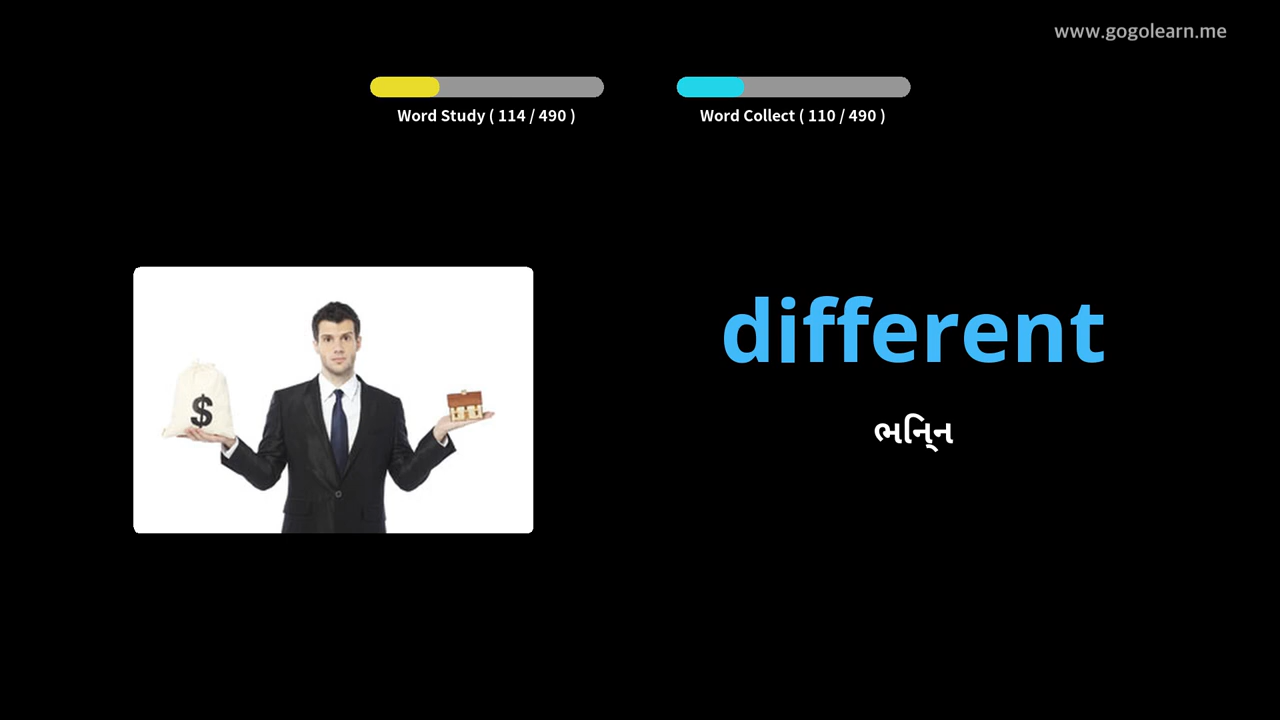 www.gogolearn.me
Word Study ( 114 / 490 )
Word Collect ( 110 / 490 )
$
different
ભિન્ન